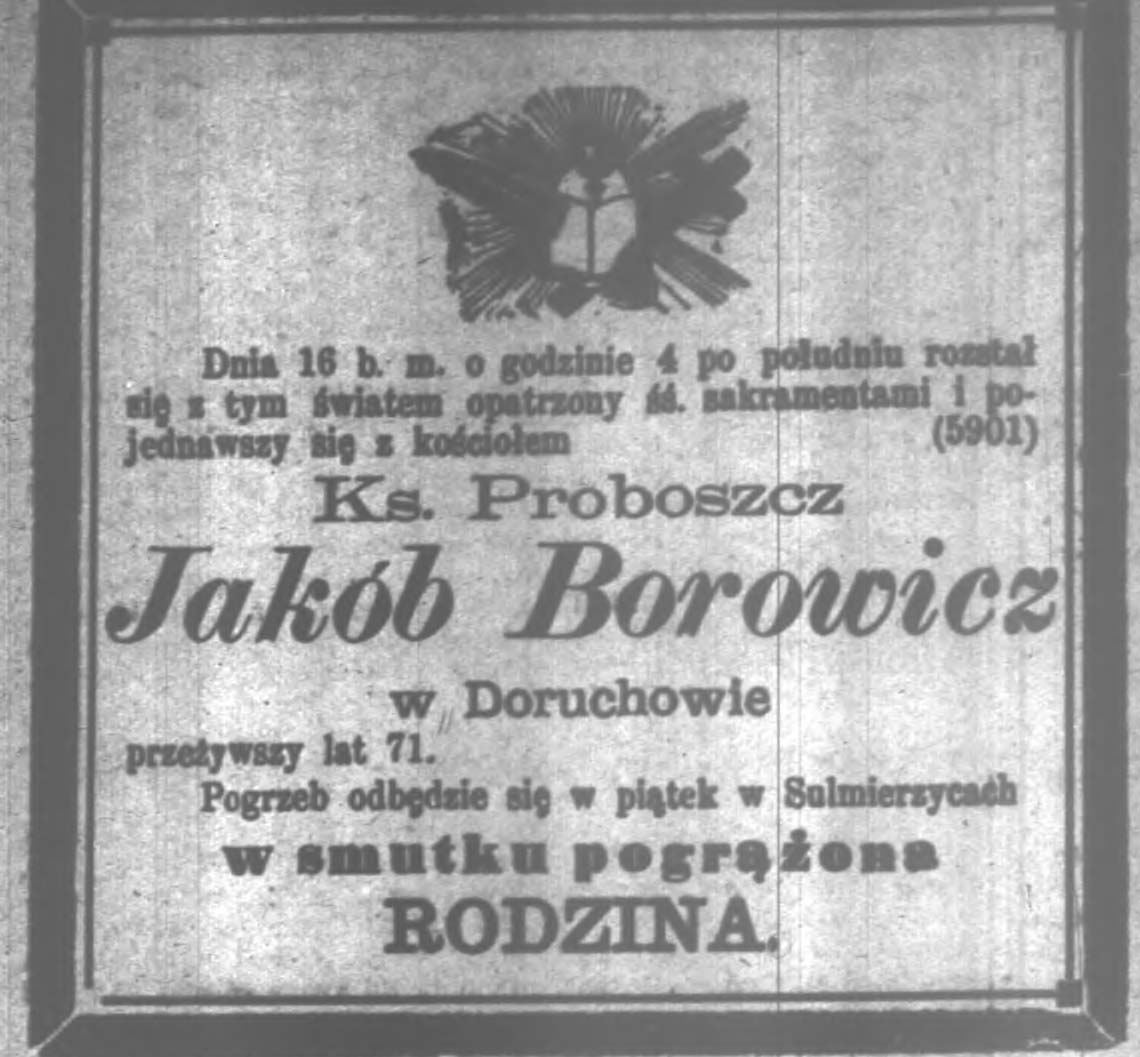 Dnia 16 b. m. o godzinie 4 po południu rozstał
się z tym światem opatrzony śś. sakramentami i po-
jednawszy się z kościołem (5901)
Ks. Proboszcz
Jakób Borowicz
w Doruchowie
przeżywszy lat 71.
Pogrzeb odbędzie się w piątek w Sulmierzycach
w smutku pogrążona
RODZINA.